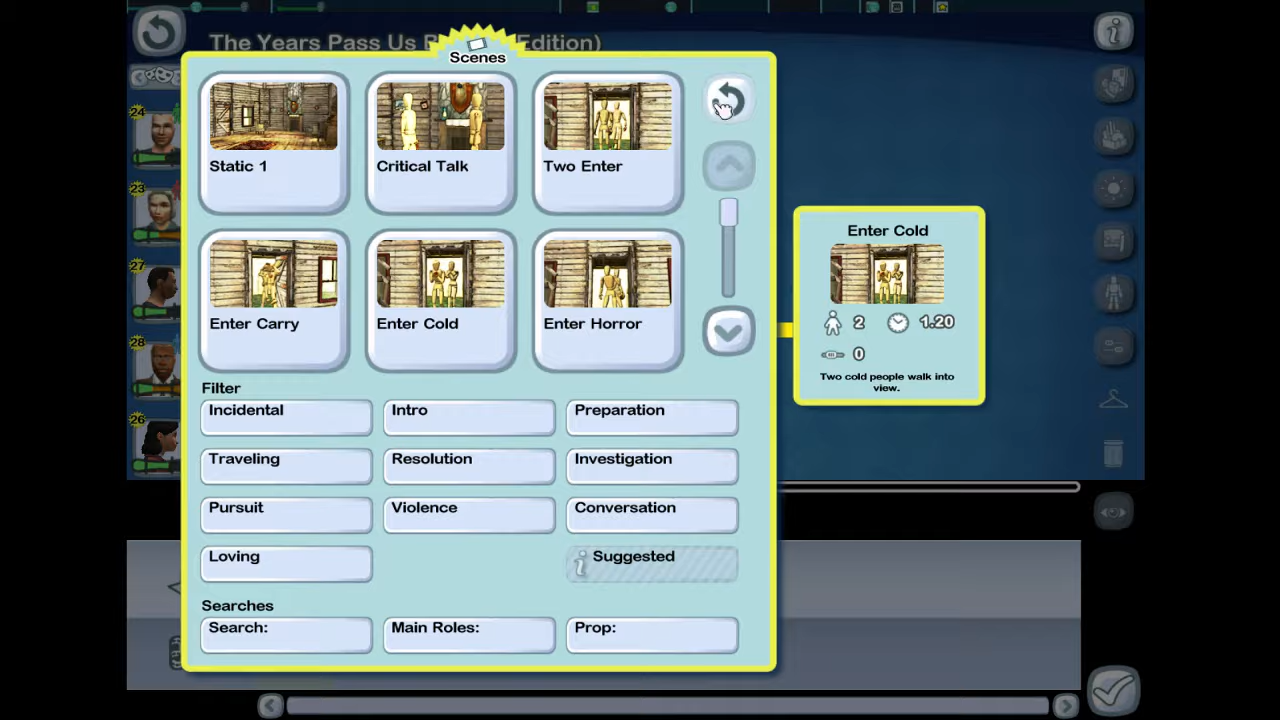 The Years Pass Us
Edition)
Scenes
Static 1
Critical Talk
Two Enter
Enter Carry
Enter Cold
Enter Horror
Enter Cold
2
1.20
0
Two cold people walk into
view.
24
23
27
28
26
Filter
Incidental
Intro
Preparation
Traveling
Resolution
Investigation
Pursuit
Violence
Conversation
Loving
Suggested
Searches
Search:
Main Roles:
Prop: